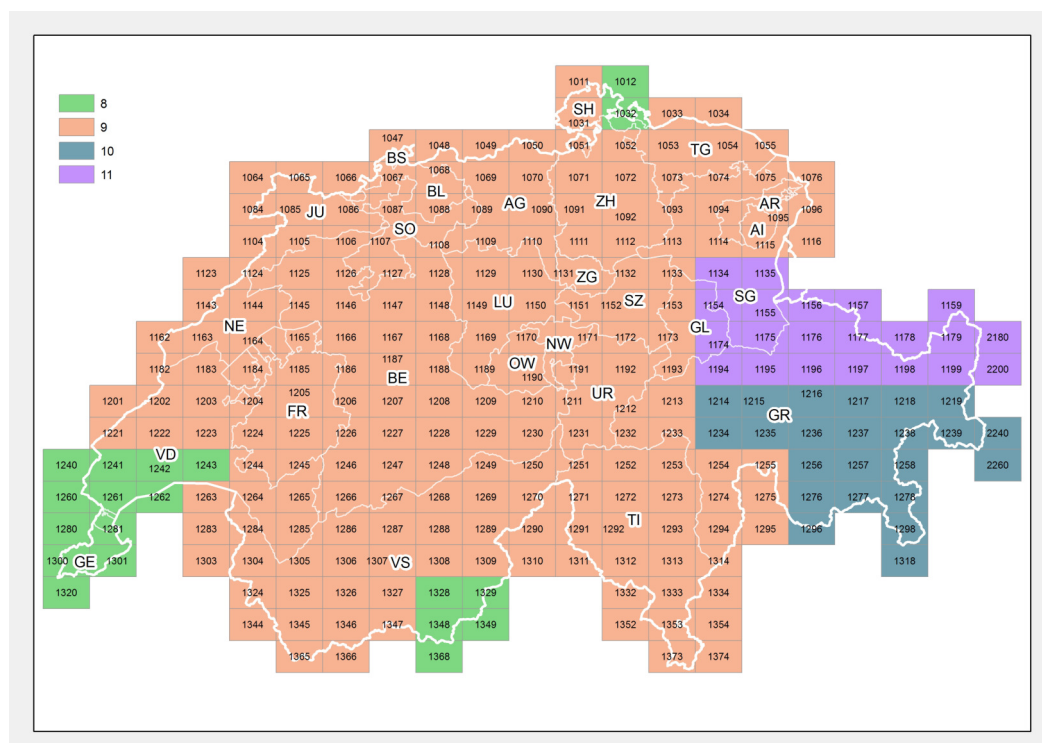 8
9
10
11
1011 1012
SH
1031 1032 1033 1034
1047 1048 1049 1050 1051 1052 1053 TG 1054 1055
BS
1064 1065 1066 1067 1068 1069 1070 1071 1072 1073 1074 1075 1076
BL
1084 1085 JU 1086 1087 1088 1089 AG 1090 1091 ZH 1092 1093 1094 AR 1095 1096
SO AI
1104 1105 1106 1107 1108 1109 1110 1111 1112 1113 1114 1115 1116
1123 1124 1125 1126 1127 1128 1129 1130 1131 ZG 1132 1133 1134 1135
1143 1144 1145 1146 1147 1148 1149 LU 1150 1151 1152 SZ 1153 1154 SG 1155 1156 1157 1159
NE GL
1162 1163 1164 1165 1166 1167 1168 1169 1170 NW 1171 1172 1173 1174 1175 1176 1177 1178 1179 2180
1182 1183 1184 1185 1186 1187 BE 1188 1189 OW 1190 1191 1192 1193 1194 1195 1196 1197 1198 1199 2200
1201 1202 1203 1204 1205 FR 1206 1207 1208 1209 1210 1211 UR 1212 1213 1214 1215 GR 1216 1217 1218 1219
1221 1222 1223 1224 1225 1226 1227 1228 1229 1230 1231 1232 1233 1234 1235 1236 1237 1238 1239 2240
VD
1240 1241 1242 1243 1244 1245 1246 1247 1248 1249 1250 1251 1252 1253 1254 1255 1256 1257 1258 2260
1260 1261 1262 1263 1264 1265 1266 1267 1268 1269 1270 1271 1272 1273 1274 1275 1276 1277 1278
1280 1281 1283 1284 1285 1286 1287 1288 1289 1290 1291 1292 TI 1293 1294 1295 1296 1298
1300 GE 1301 1303 1304 1305 1306 1307 VS 1308 1309 1310 1311 1312 1313 1314 1318
1320 1324 1325 1326 1327 1328 1329 1332 1333 1334
1344 1345 1346 1347 1348 1349 1352 1353 1354
1365 1366 1368 1373 1374